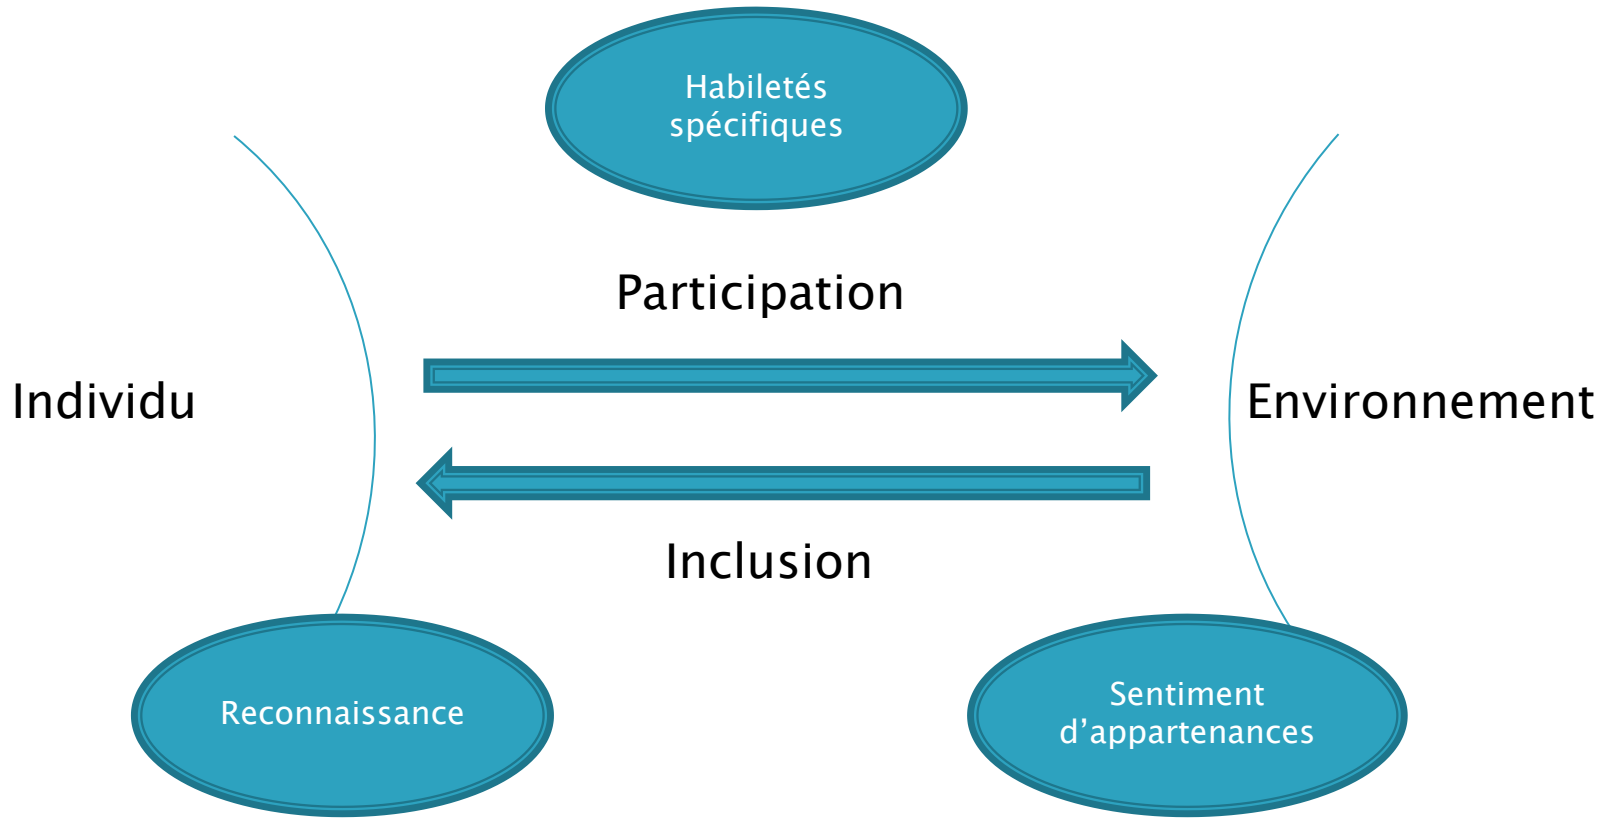 Habiletés
spécifiques
Participation
Individu
Environnement
Inclusion
Reconnaissance
Sentiment
d’appartenances